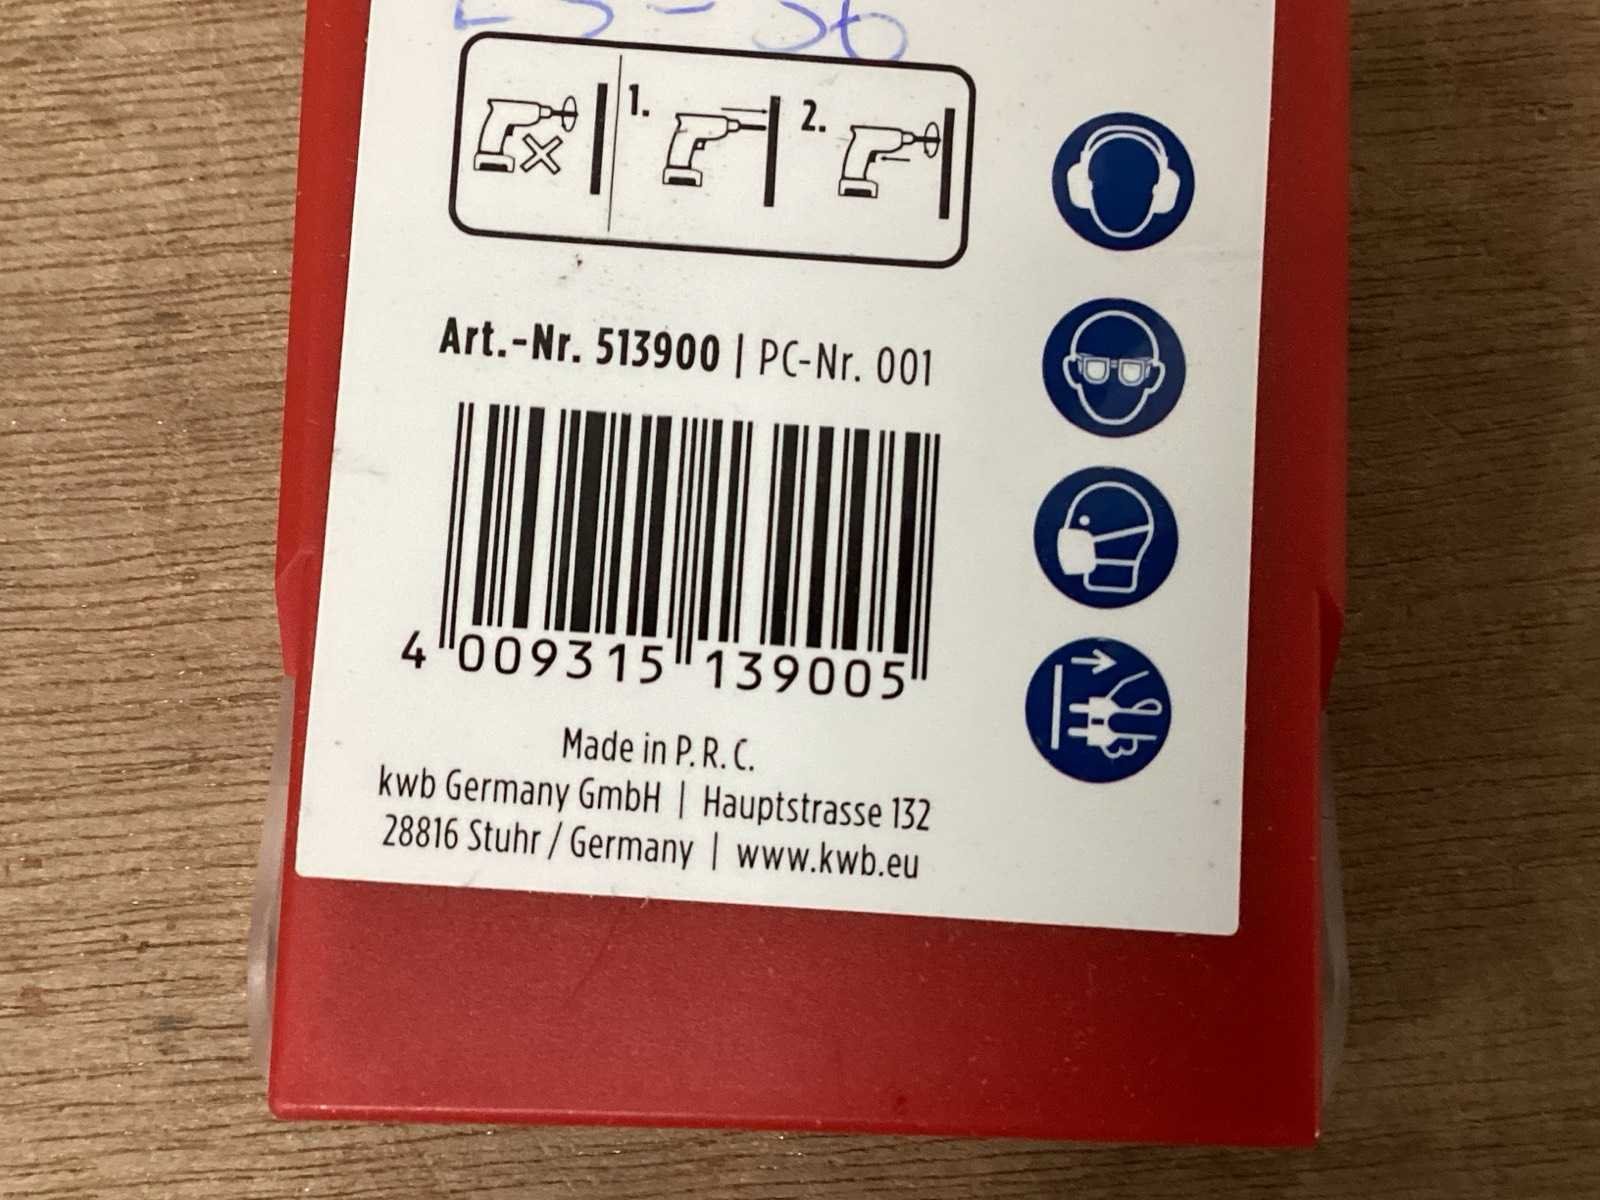 1.
2.
Art.-Nr. 513900 | PC-Nr. 001
4 009315 139005
Made in P. R. C.
kwb Germany GmbH | Hauptstrasse 132
28816 Stuhr / Germany | www.kwb.eu